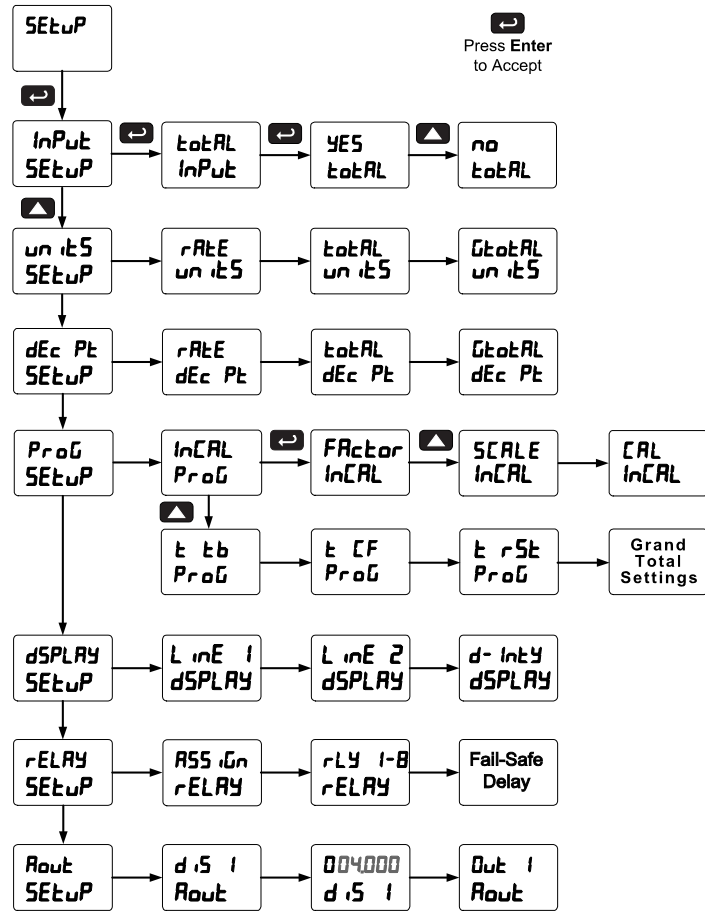 SEtuP
Press Enter
to Accept
InPut
SEtuP
totAL
InPut
YES
totAL
no
totAL
unitS
SEtuP
rAtE
unitS
totAL
unitS
GtotAL
unitS
dEc Pt
SEtuP
rAtE
dEc Pt
totAL
dEc Pt
GtotAL
dEc Pt
ProG
SEtuP
InCAL
ProG
FActor
InCAL
SCALE
InCAL
CAL
InCAL
t tb
ProG
t CF
ProG
t rSt
ProG
Grand
Total
Settings
dSPLAY
SEtuP
LinE 1
dSPLAY
LinE 2
dSPLAY
d-IntY
dSPLAY
rELAY
SEtuP
ASSiGn
rELAY
rLY 1-8
rELAY
Fail-Safe
Delay
Aout
SEtuP
diS 1
Aout
004.000
diS 1
Out 1
Aout